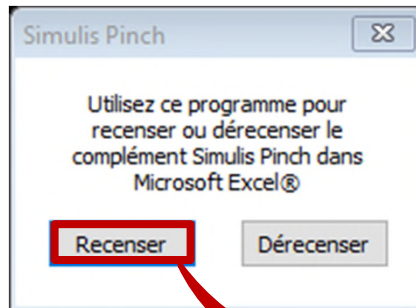 Simulis Pinch
Utilisez ce programme pour
recenser ou dérecenser le
complément Simulis Pinch dans
Microsoft Excel®
Recenser
Dérecenser